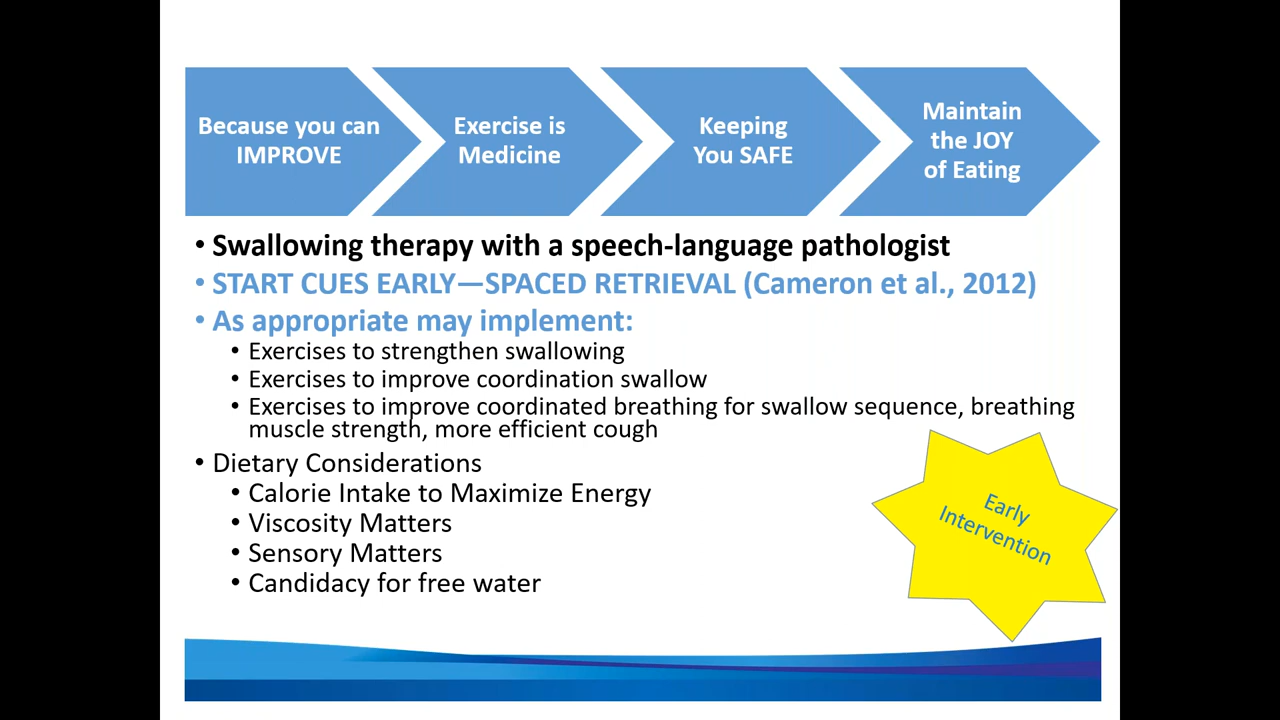 Because you can
IMPROVE
Exercise is
Medicine
Keeping
You SAFE
Maintain
the JOY
of Eating
• Swallowing therapy with a speech-language pathologist
• START CUES EARLY—SPACED RETRIEVAL (Cameron et al., 2012)
• As appropriate may implement:
• Exercises to strengthen swallowing
• Exercises to improve coordination swallow
• Exercises to improve coordinated breathing for swallow sequence, breathing
muscle strength, more efficient cough
• Dietary Considerations
• Calorie Intake to Maximize Energy
• Viscosity Matters
• Sensory Matters
• Candidacy for free water
Early
Intervention